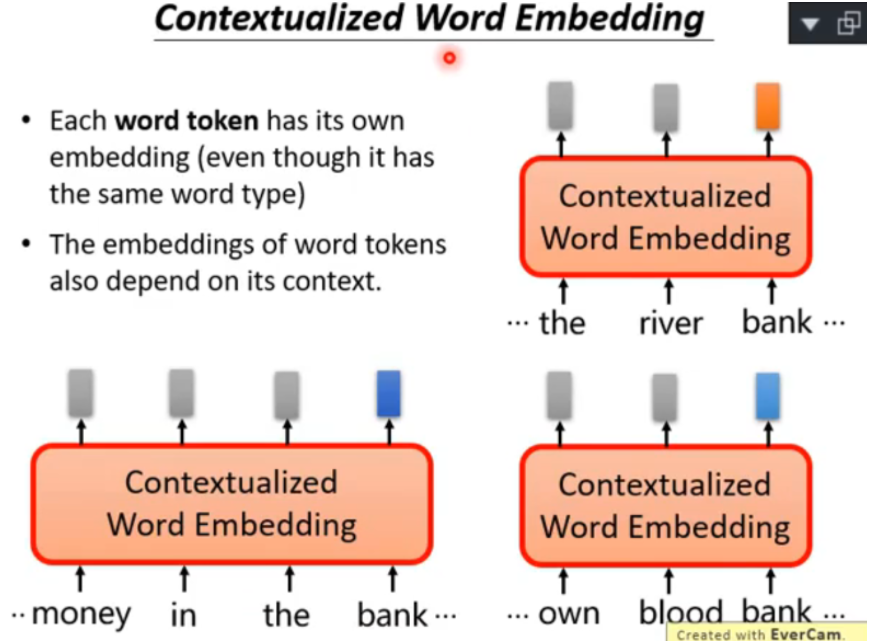 Contextualized Word Embedding
• Each word token has its own
embedding (even though it has
the same word type)
• The embeddings of word tokens
also depend on its context.
Contextualized
Word Embedding
… the river bank …
Contextualized
Word Embedding
·· money in the bank …
Contextualized
Word Embedding
… own blood bank …
Created with EverCam.